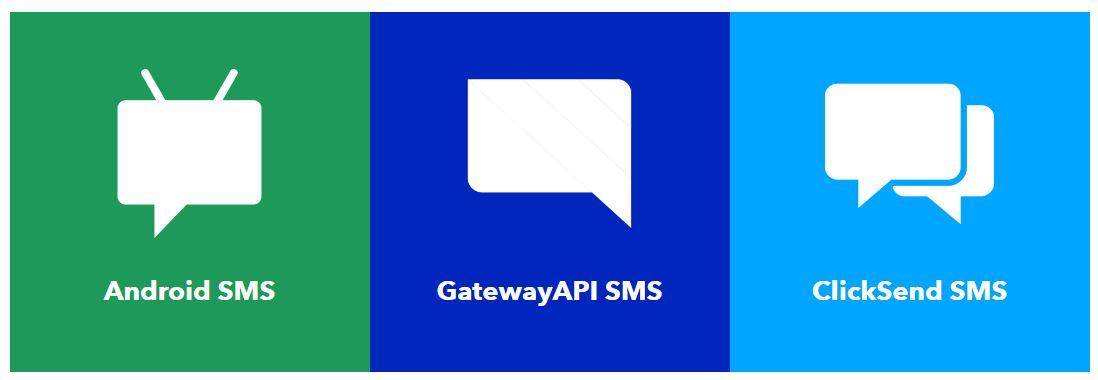 Android SMS
GatewayAPI SMS
ClickSend SMS